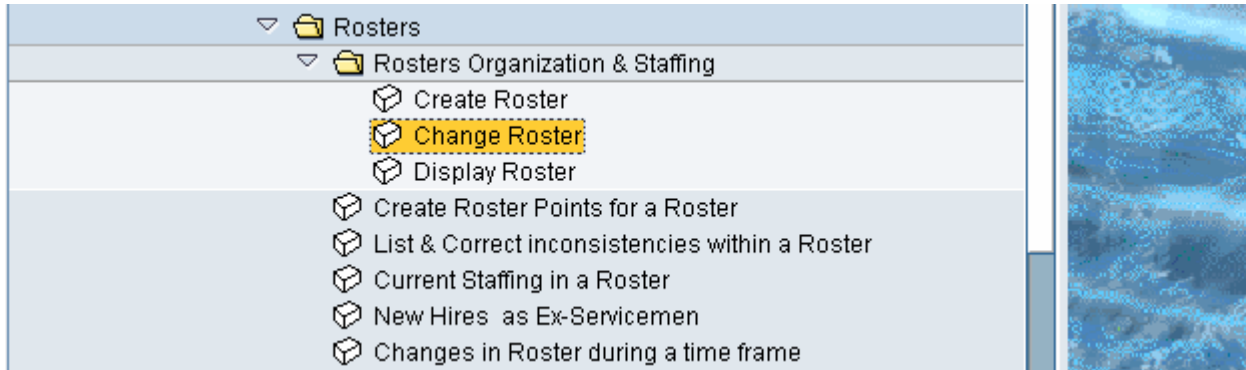 Rosters
Rosters Organization & Staffing
Create Roster
Change Roster
Display Roster
Create Roster Points for a Roster
List & Correct inconsistencies within a Roster
Current Staffing in a Roster
New Hires  as Ex-Servicemen
Changes in Roster during a time frame